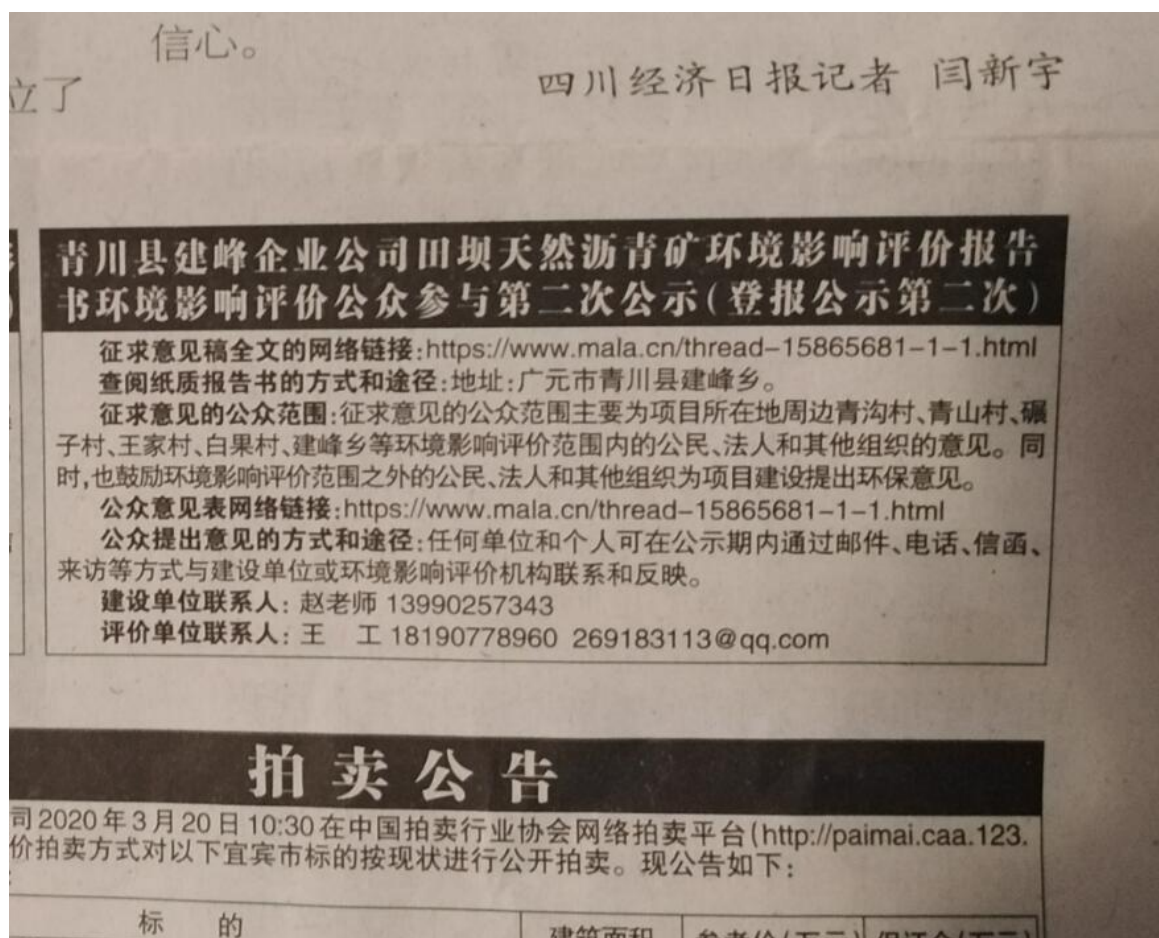 信心。
立了
四川经济日报记者 闫新宇
青川县建峰企业公司田坝天然沥青矿环境影响评价报告
书环境影响评价公众参与第二次公示(登报公示第二次)
征求意见稿全文的网络链接:https://www.mala.cn/thread-15865681-1-1.html
查阅纸质报告书的方式和途径:地址:广元市青川县建峰乡。
征求意见的公众范围:征求意见的公众范围主要为项目所在地周边青沟村、青山村、碾
子村、王家村、白果村、建峰乡等环境影响评价范围内的公民、法人和其他组织的意见。同
时,也鼓励环境影响评价范围之外的公民、法人和其他组织为项目建设提出环保意见。
公众意见表网络链接:https://www.mala.cn/thread-15865681-1-1.html
公众提出意见的方式和途径:任何单位和个人可在公示期内通过邮件、电话、信函、
来访等方式与建设单位或环境影响评价机构联系和反映。
建设单位联系人: 赵老师 13990257343
评价单位联系人: 王 工 18190778960 269183113@qq.com
拍卖公告
司2020年3月20日10:30在中国拍卖行业协会网络拍卖平台(http://paimai.caa.123.
价拍卖方式对以下宜宾市标的按现状进行公开拍卖。现公告如下:
标 的 建筑面积 参考价(万元) 保证金(万元)